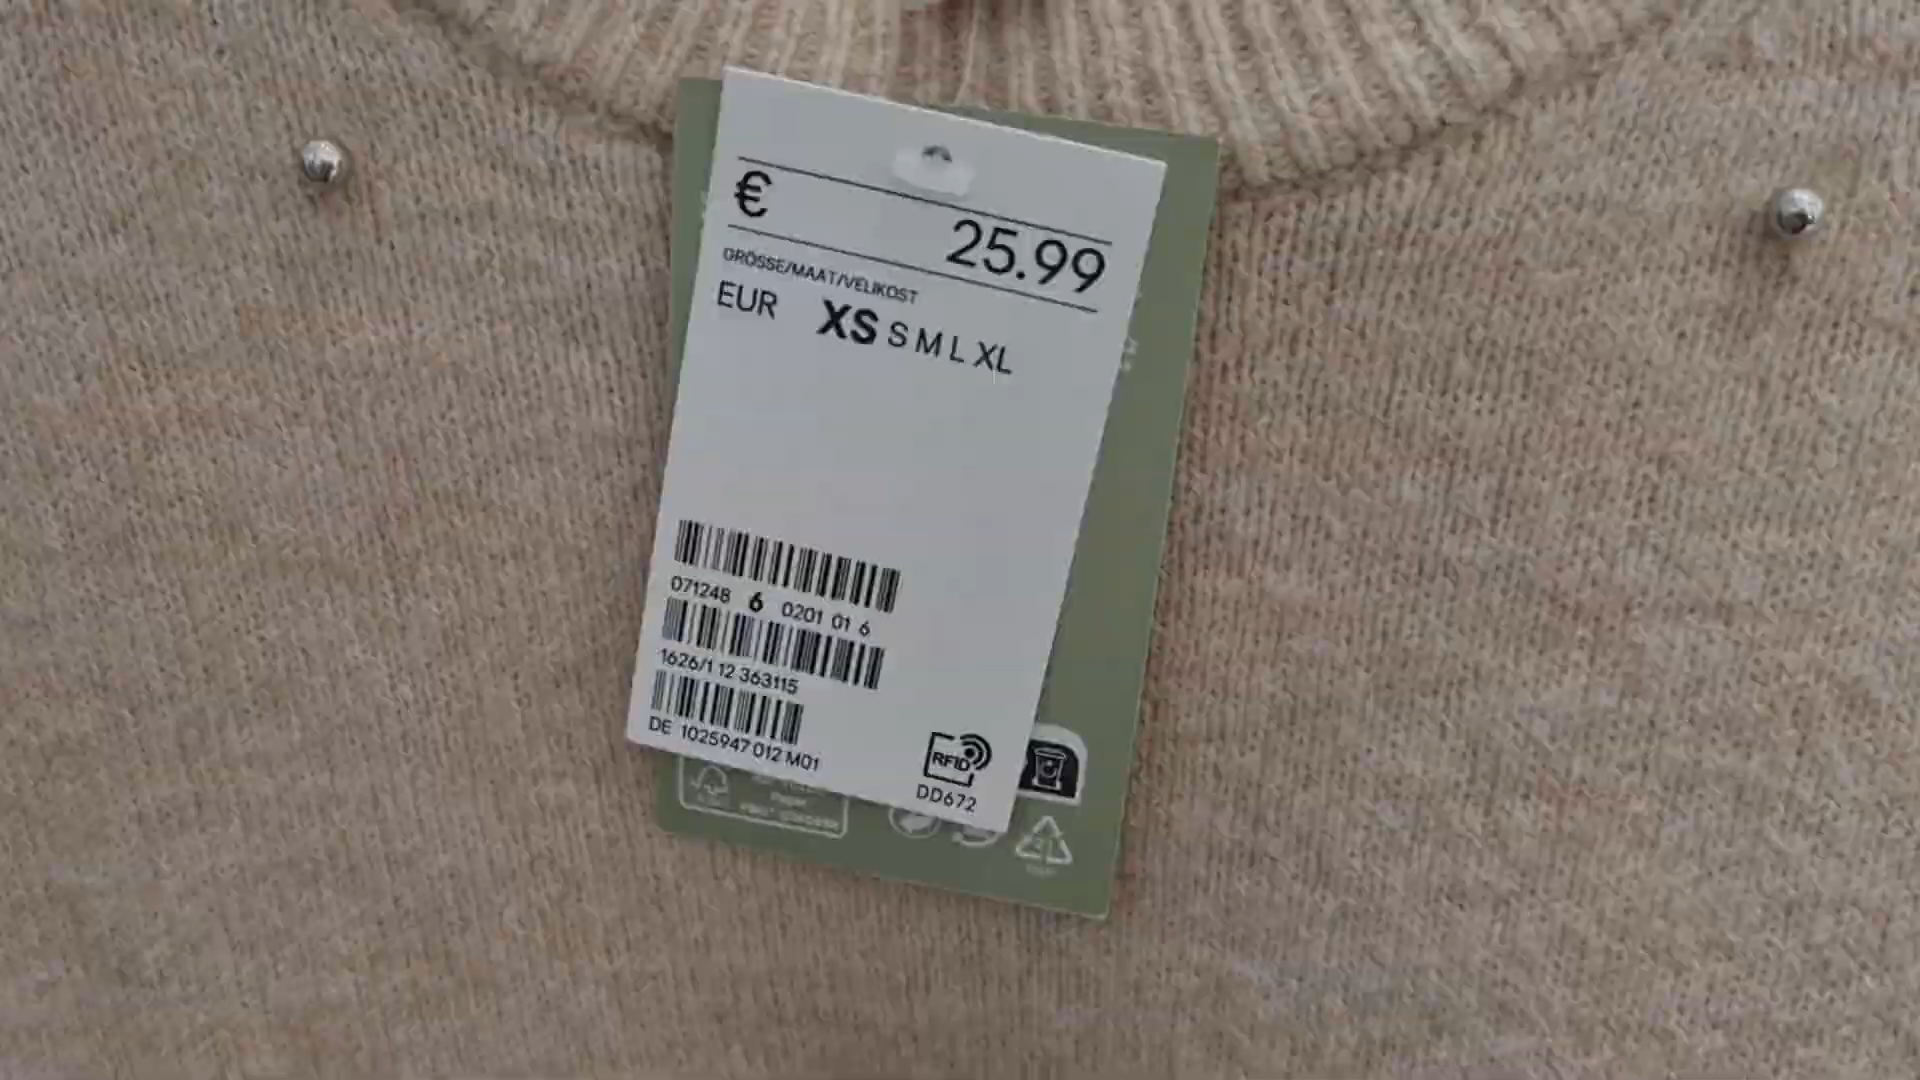 € 25.99
GRÖSSE/MAAT/VELIKOST
EUR XS S M L XL
071248 6 0201 01 6
1626/1 12 363115
DE 1025947 012 M01
RFID
DD672
Paper